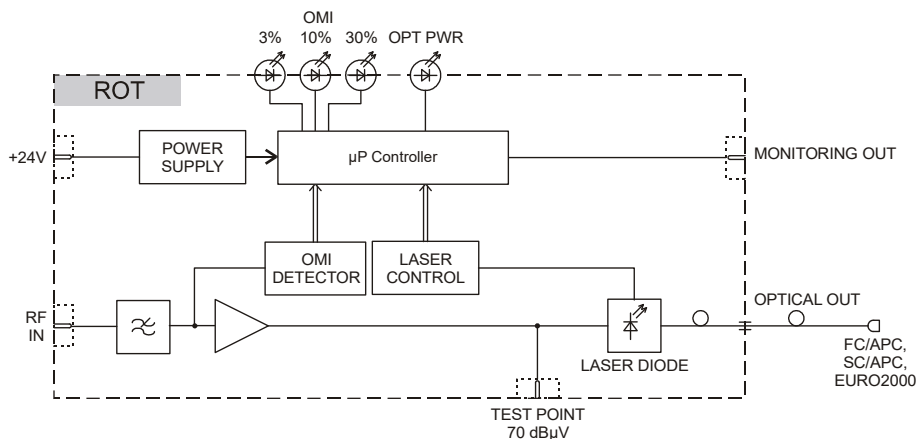 OMI
3% 10% 30% OPT PWR
ROT
+24V
POWER
SUPPLY
µP Controller
MONITORING OUT
OMI
DETECTOR
LASER
CONTROL
RF
IN
OPTICAL OUT
LASER DIODE
FC/APC,
SC/APC,
EURO2000
TEST POINT
70 dBµV